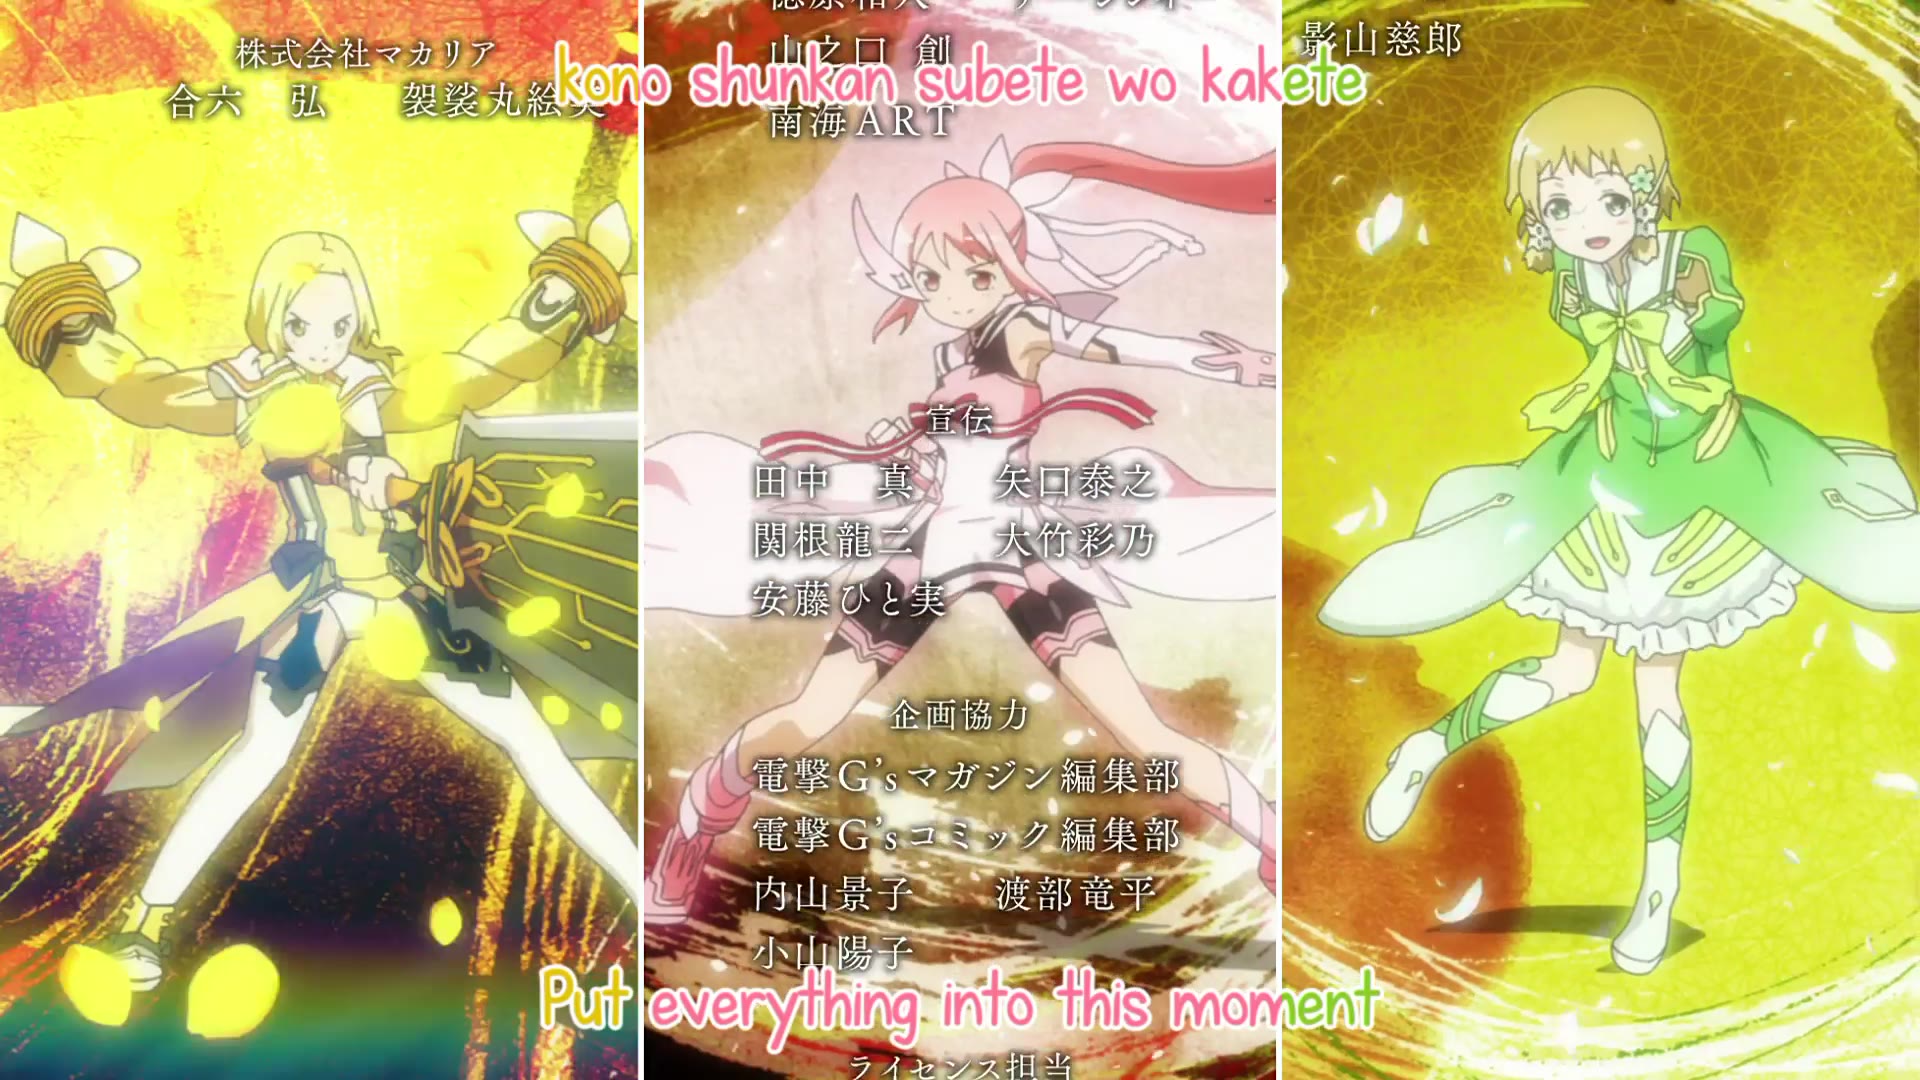 株式会社マカリア
合六 弘 袈裟丸絵美
山之口 創
南海ART
影山慈郎
kono shunkan subete wo kakete
宣伝
田中 真 矢口泰之
関根龍二 大竹彩乃
安藤ひと実
企画協力
電撃G'sマガジン編集部
電撃G'sコミック編集部
内山景子 渡部竜平
小山陽子
Put everything into this moment
ライセンス担当